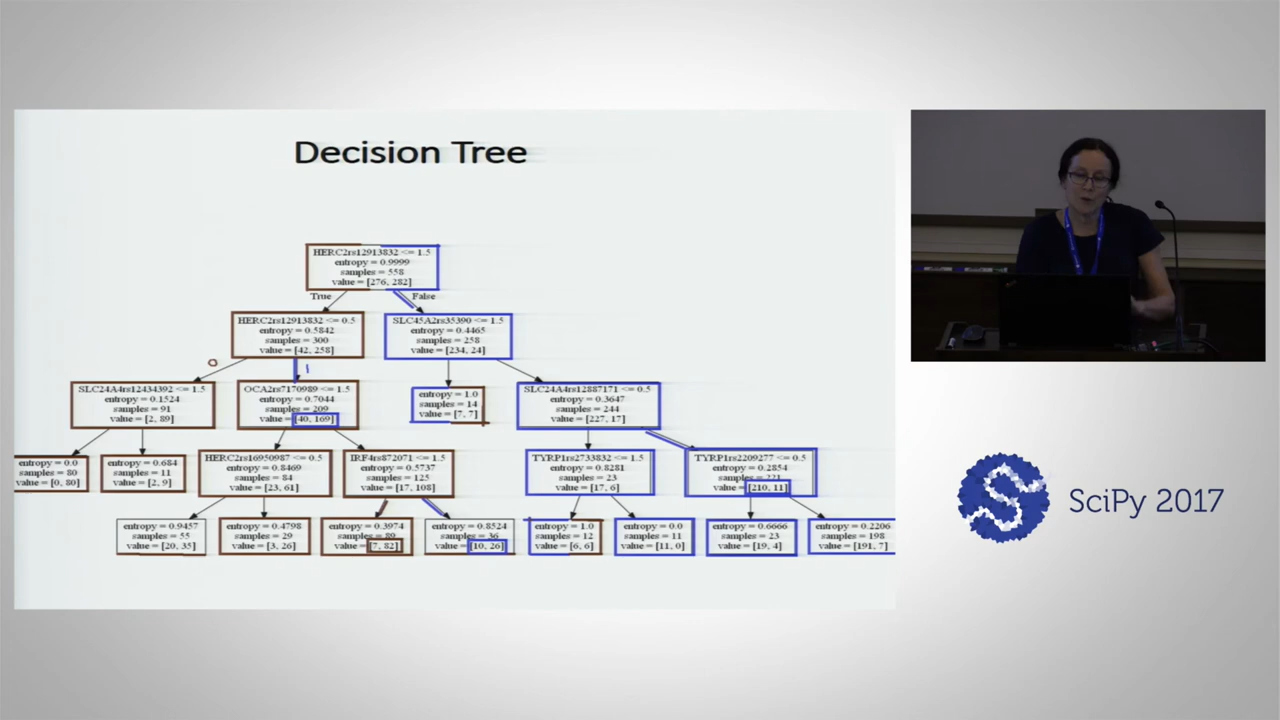 Decision Tree
HERC2rs12913832 <= 1.5
entropy = 0.9999
samples = 558
value = [276, 282]
True
False
HERC2rs12913832 <= 0.5
entropy = 0.5842
samples = 300
value = [42, 258]
SLC45A2rs35390 <= 1.5
entropy = 0.4465
samples = 258
value = [234, 24]
0
1
SLC24A4rs12434392 <= 1.5
entropy = 0.1524
samples = 91
value = [2, 89]
OCA2rs7170989 <= 1.5
entropy = 0.7044
samples = 209
value = [40, 169]
entropy = 1.0
samples = 14
value = [7, 7]
SLC24A4rs12887171 <= 0.5
entropy = 0.3647
samples = 244
value = [227, 17]
entropy = 0.0
samples = 80
value = [0, 80]
entropy = 0.684
samples = 11
value = [2, 9]
HERC2rs16950987 <= 0.5
entropy = 0.8469
samples = 84
value = [23, 61]
IRF4rs872071 <= 1.5
entropy = 0.5737
samples = 125
value = [17, 108]
TYRP1rs2733832 <= 1.5
entropy = 0.8281
samples = 23
value = [17, 6]
TYRP1rs2209277 <= 0.5
entropy = 0.2854
samples = 221
value = [210, 11]
entropy = 0.9457
samples = 55
value = [20, 35]
entropy = 0.4798
samples = 29
value = [3, 26]
entropy = 0.3974
samples = 89
value = [7, 82]
entropy = 0.8524
samples = 36
value = [10, 26]
entropy = 1.0
samples = 12
value = [6, 6]
entropy = 0.0
samples = 11
value = [11, 0]
entropy = 0.6666
samples = 23
value = [19, 4]
entropy = 0.2206
samples = 198
value = [191, 7]
SciPy 2017